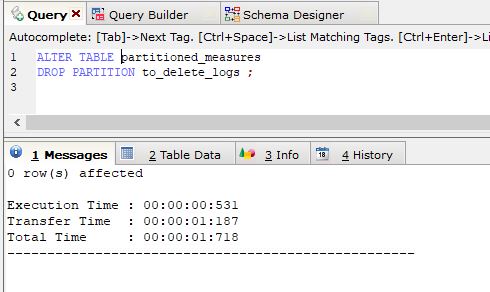 Query
Query Builder
Schema Designer
Autocomplete: [Tab]->Next Tag. [Ctrl+Space]->List Matching Tags. [Ctrl+Enter]->Li
1 ALTER TABLE partitioned_measures
2 DROP PARTITION to_delete_logs ;
3
1 Messages
2 Table Data
3 Info
18
4 History
0 row(s) affected
Execution Time : 00:00:00:531
Transfer Time : 00:00:01:187
Total Time : 00:00:01:718
---------------------------------------------------